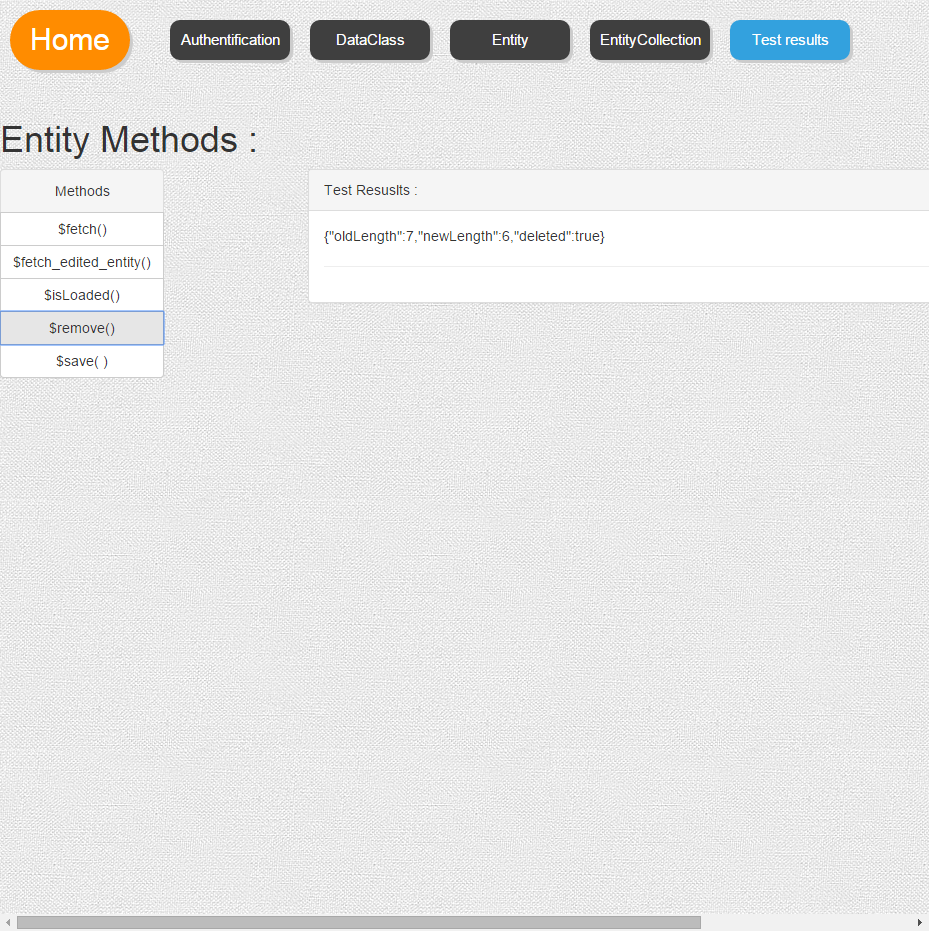 Home
Authentification
DataClass
Entity
EntityCollection
Test results
Entity Methods :
Methods
$fetch()
$fetch_edited_entity()
$isLoaded()
$remove()
$save( )
Test Resuslts :
{"oldLength":7,"newLength":6,"deleted":true}